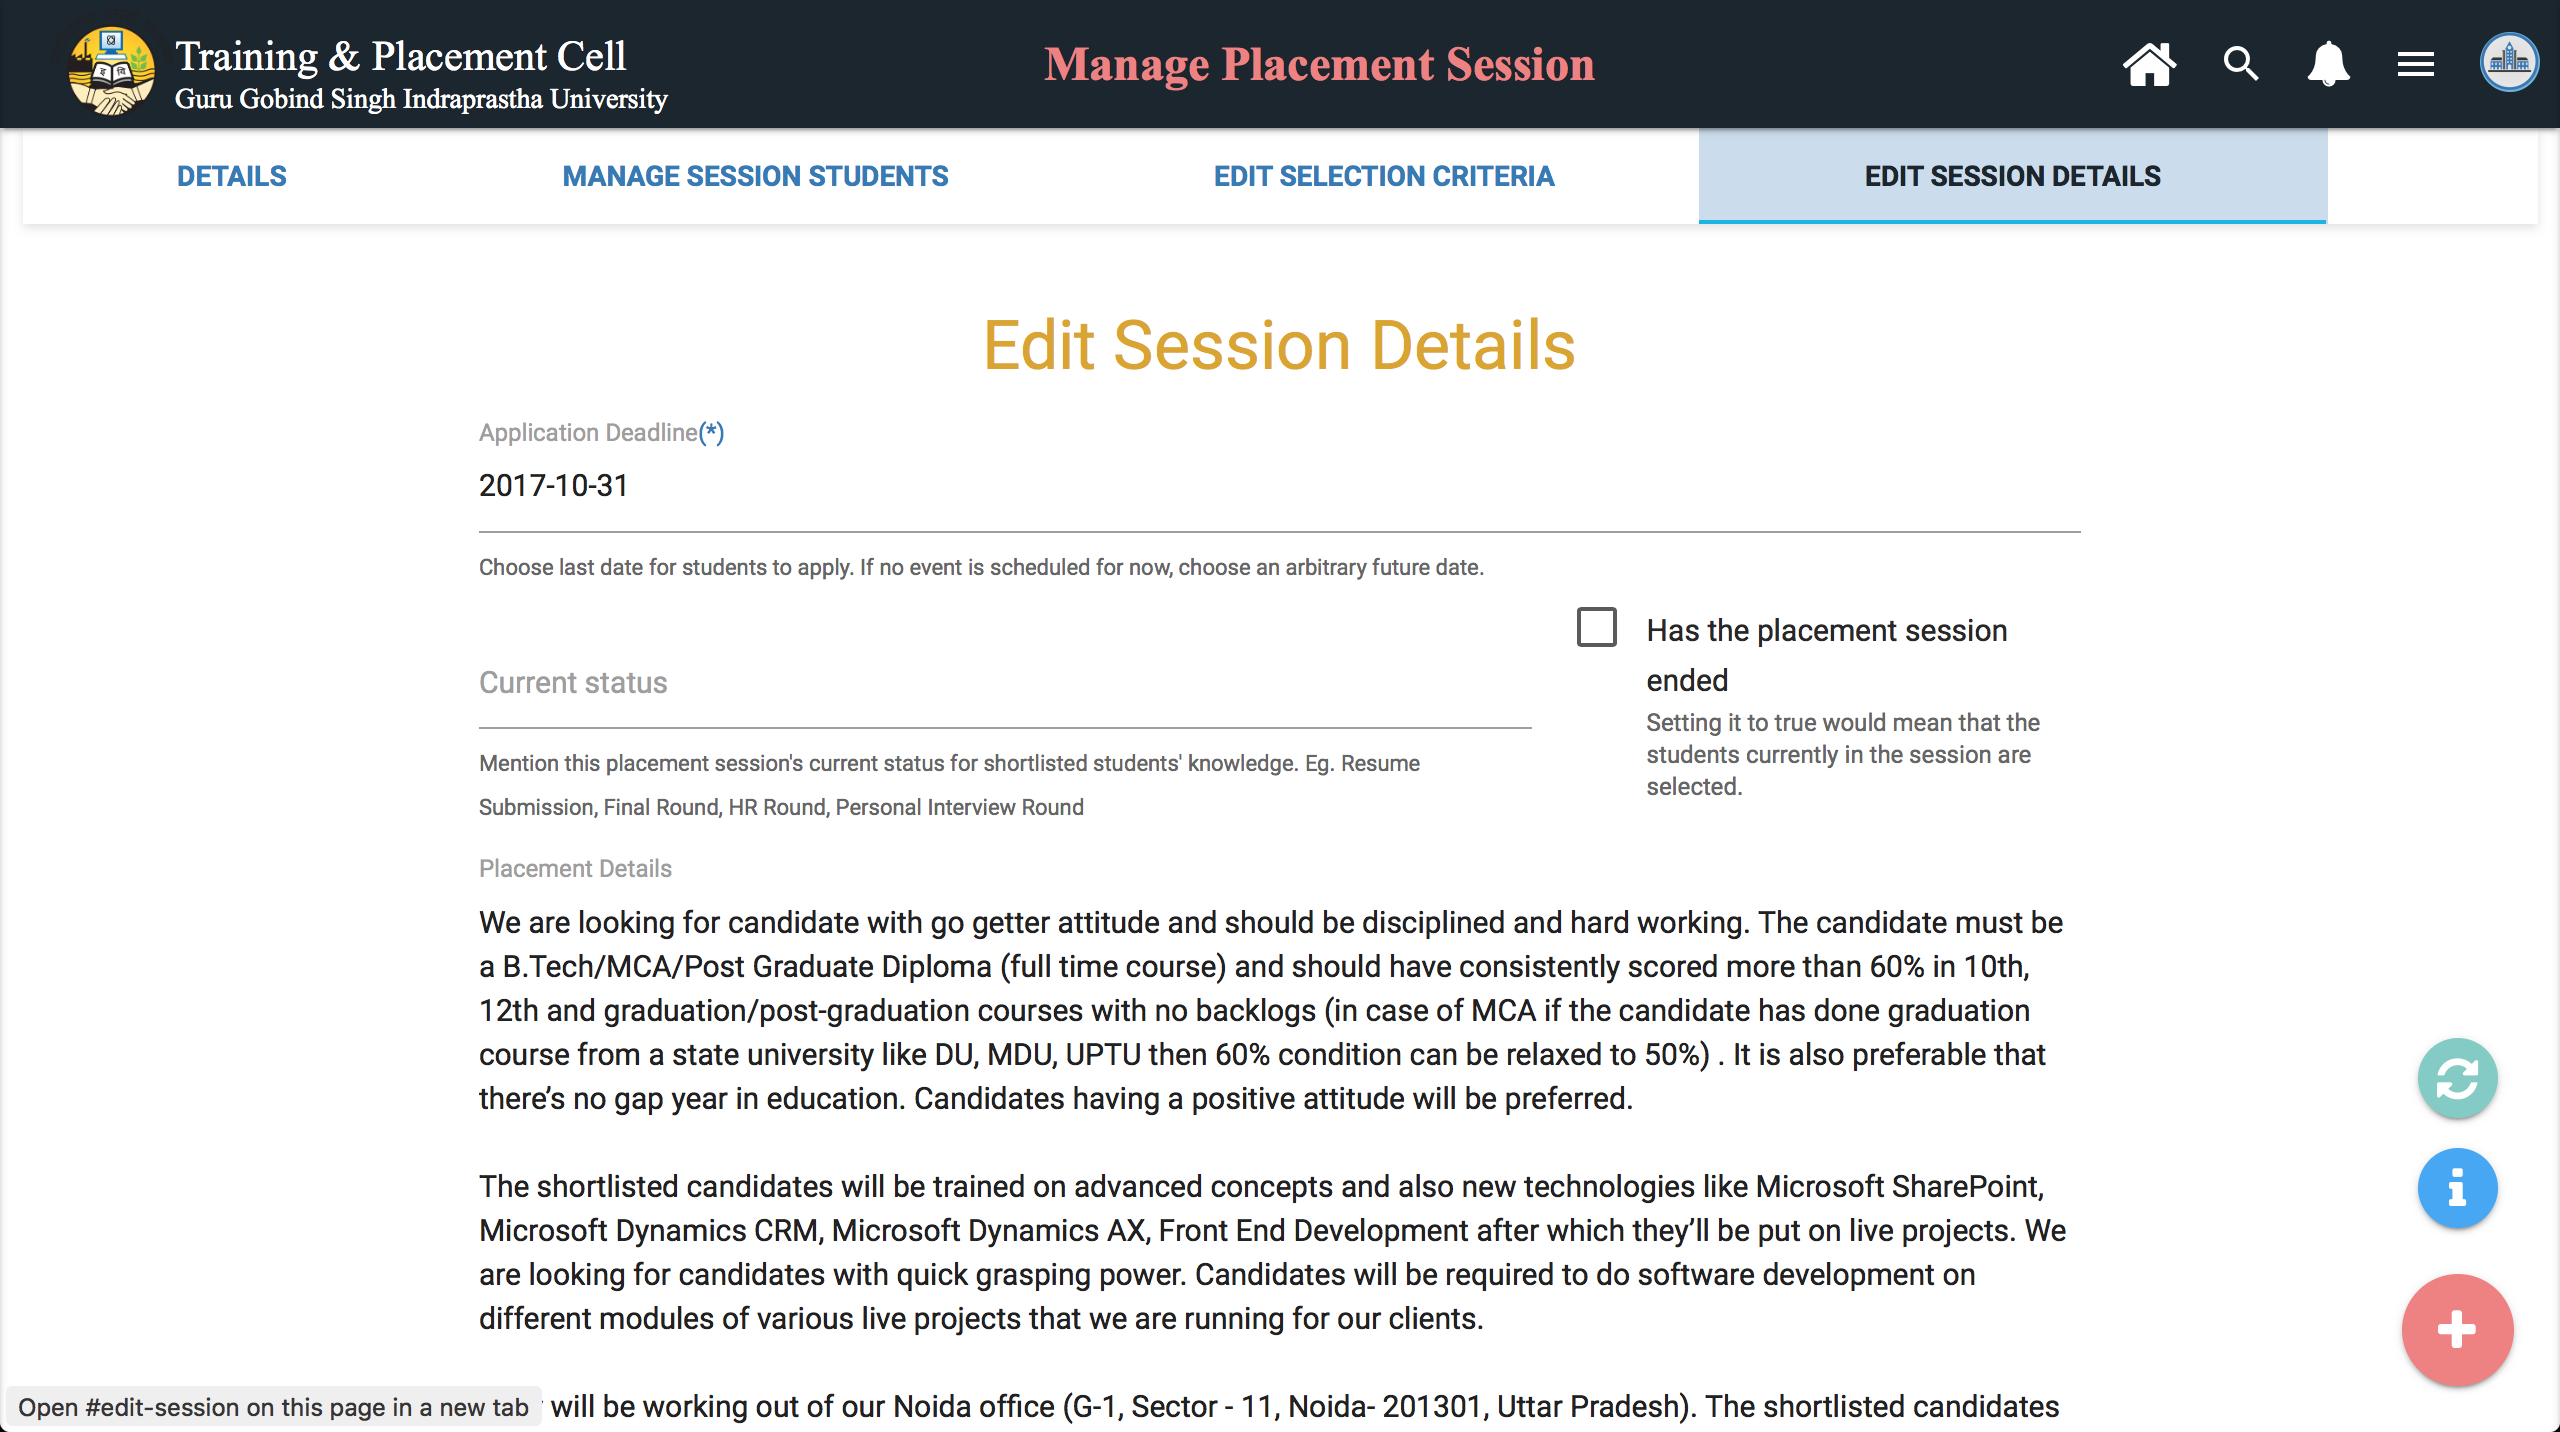 Training & Placement Cell
Guru Gobind Singh Indraprastha University
Manage Placement Session
DETAILS
MANAGE SESSION STUDENTS
EDIT SELECTION CRITERIA
EDIT SESSION DETAILS
Edit Session Details
Application Deadline(*)
2017-10-31
Choose last date for students to apply. If no event is scheduled for now, choose an arbitrary future date.
Has the placement session
ended
Setting it to true would mean that the
students currently in the session are
selected.
Current status
Mention this placement session's current status for shortlisted students' knowledge. Eg. Resume
Submission, Final Round, HR Round, Personal Interview Round
Placement Details
We are looking for candidate with go getter attitude and should be disciplined and hard working. The candidate must be
a B.Tech/MCA/Post Graduate Diploma (full time course) and should have consistently scored more than 60% in 10th,
12th and graduation/post-graduation courses with no backlogs (in case of MCA if the candidate has done graduation
course from a state university like DU, MDU, UPTU then 60% condition can be relaxed to 50%) . It is also preferable that
there’s no gap year in education. Candidates having a positive attitude will be preferred.
The shortlisted candidates will be trained on advanced concepts and also new technologies like Microsoft SharePoint,
Microsoft Dynamics CRM, Microsoft Dynamics AX, Front End Development after which they’ll be put on live projects. We
are looking for candidates with quick grasping power. Candidates will be required to do software development on
different modules of various live projects that we are running for our clients.
will be working out of our Noida office (G-1, Sector - 11, Noida- 201301, Uttar Pradesh). The shortlisted candidates
Open #edit-session on this page in a new tab